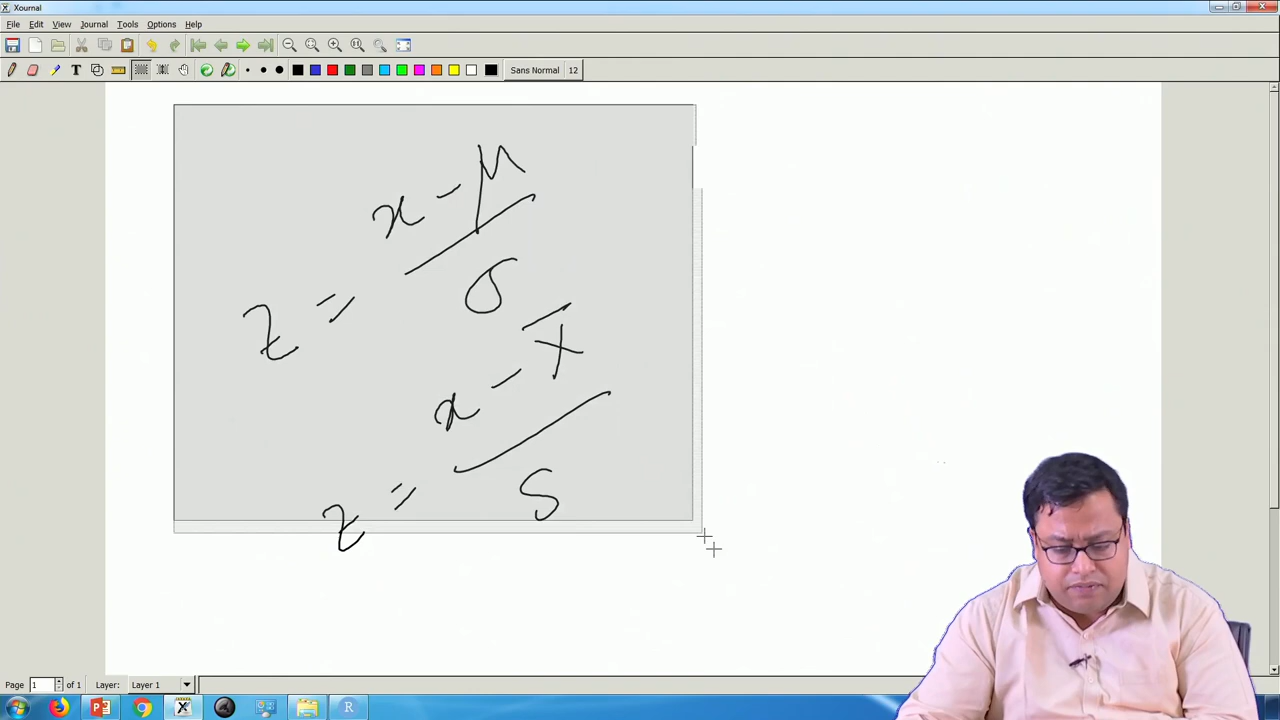 Xournal
File Edit View Journal Tools Options Help
Sans Normal 12
z = x - μ / σ
z = x - x̄ / s
Page 1 of 1 Layer: Layer 1